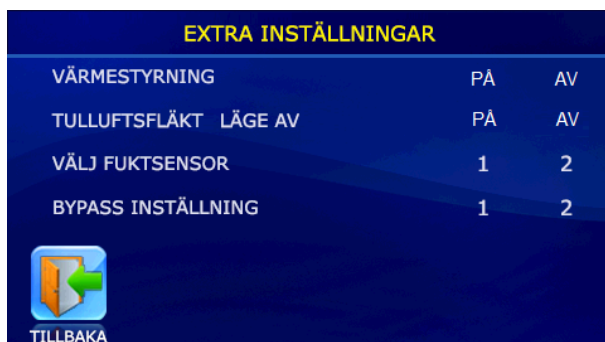 EXTRA INSTÄLLNINGAR
VÄRMESTYRNING PÅ AV
TULLUFTSFLÄKT LÄGE AV PÅ AV
VÄLJ FUKTSENSOR 1 2
BYPASS INSTÄLLNING 1 2
TILLBAKA